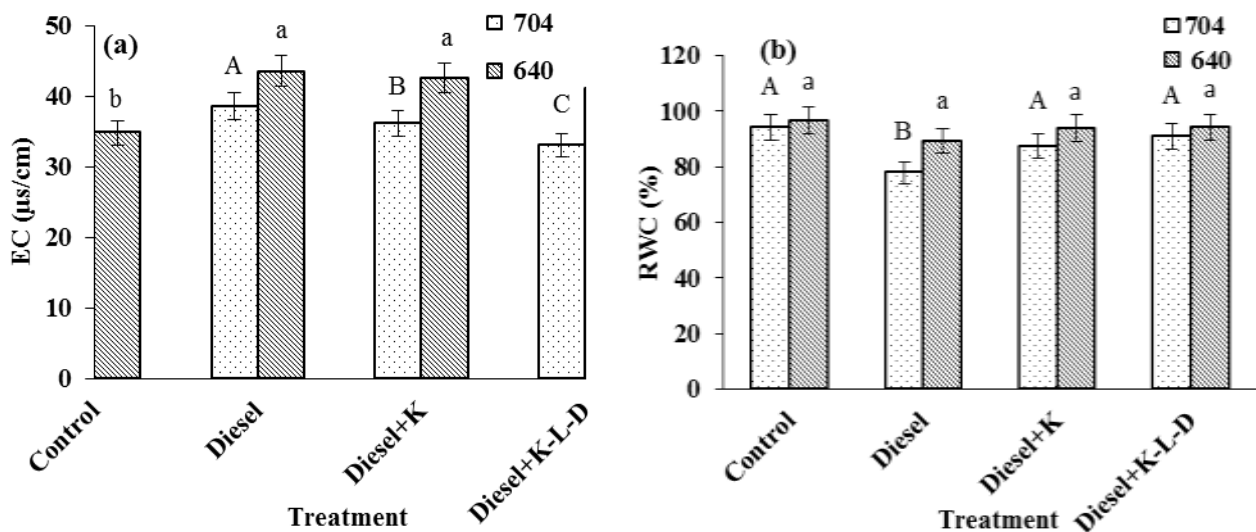 (a)
704
640
EC (µs/cm)
50
40
30
20
10
0
b
A
a
B
a
C
Control
Diesel
Diesel+K
Diesel+K-L-D
Treatment
(b)
704
640
RWC (%)
120
100
80
60
40
20
0
A
a
B
a
A
a
A
a
Control
Diesel
Diesel+K
Diesel+K-L-D
Treatment